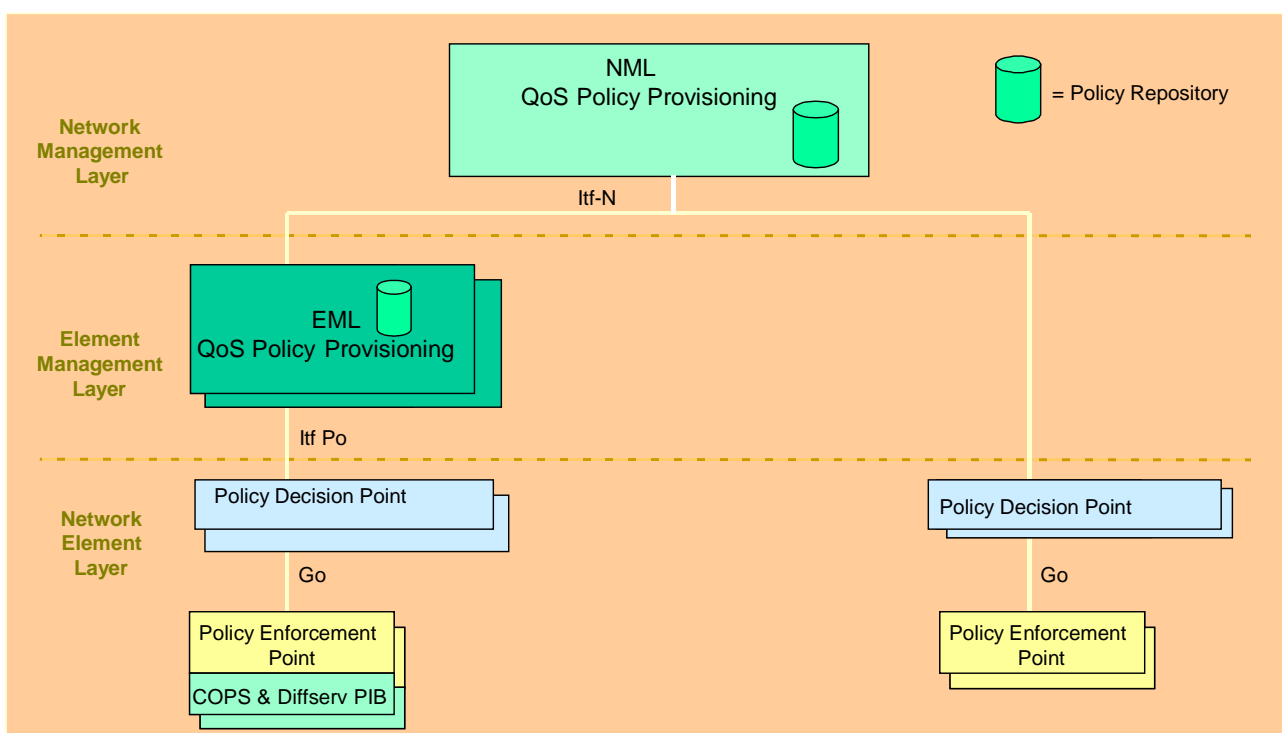 NML
QoS Policy Provisioning
= Policy Repository
Network
Management
Layer
Itf-N
EML
QoS Policy Provisioning
Element
Management
Layer
Itf Po
Policy Decision Point
Policy Decision Point
Network
Element
Layer
Go
Go
Policy Enforcement
Point
COPS & Diffserv PIB
Policy Enforcement
Point